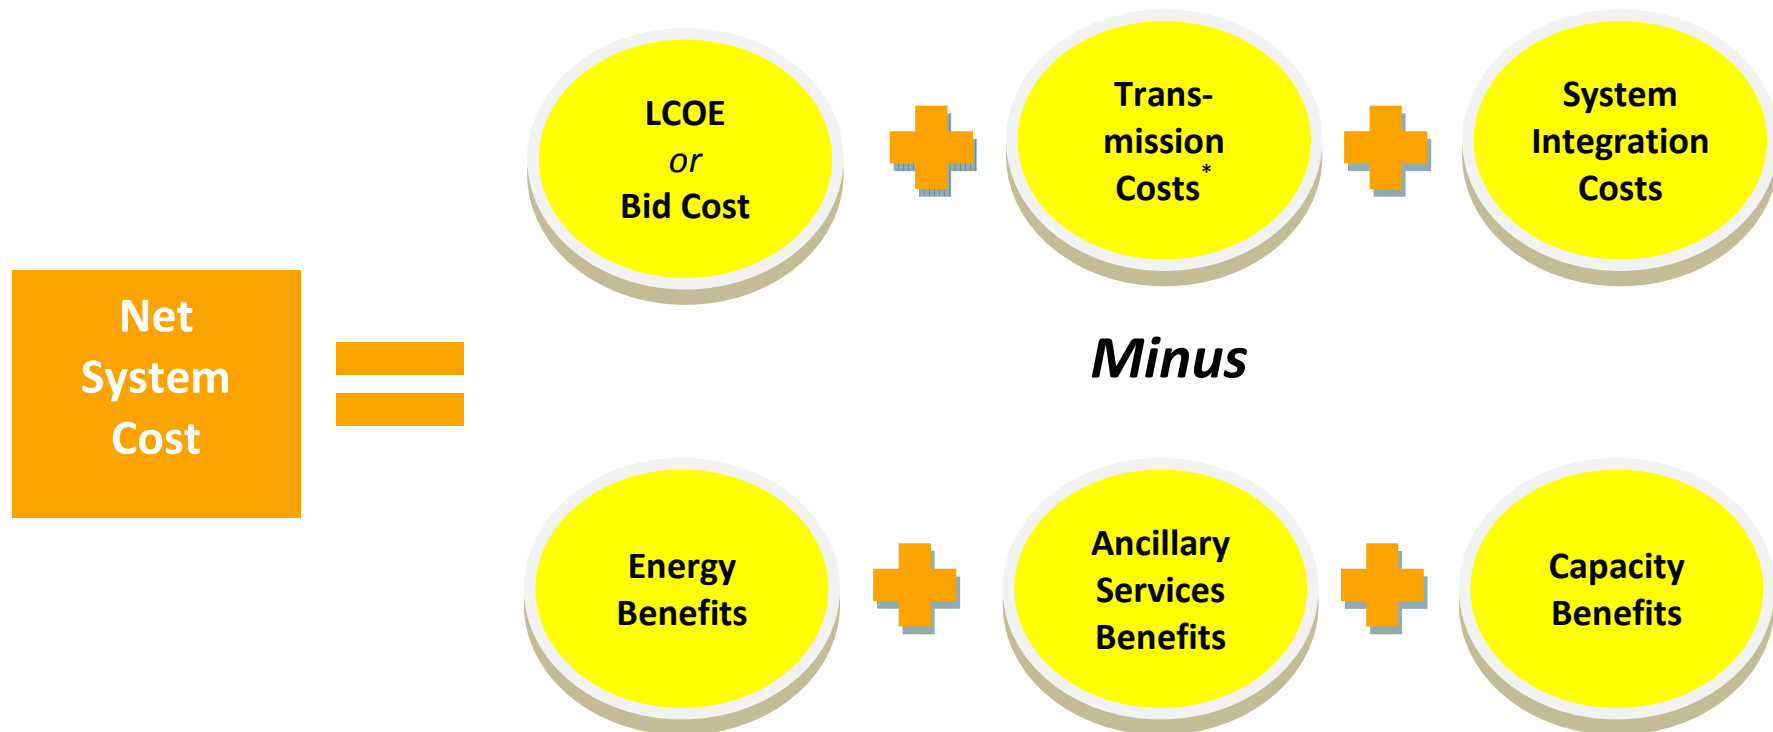 Net
System
Cost
LCOE
or
Bid Cost
Trans-
mission
Costs*
System
Integration
Costs
Minus
Energy
Benefits
Ancillary
Services
Benefits
Capacity
Benefits